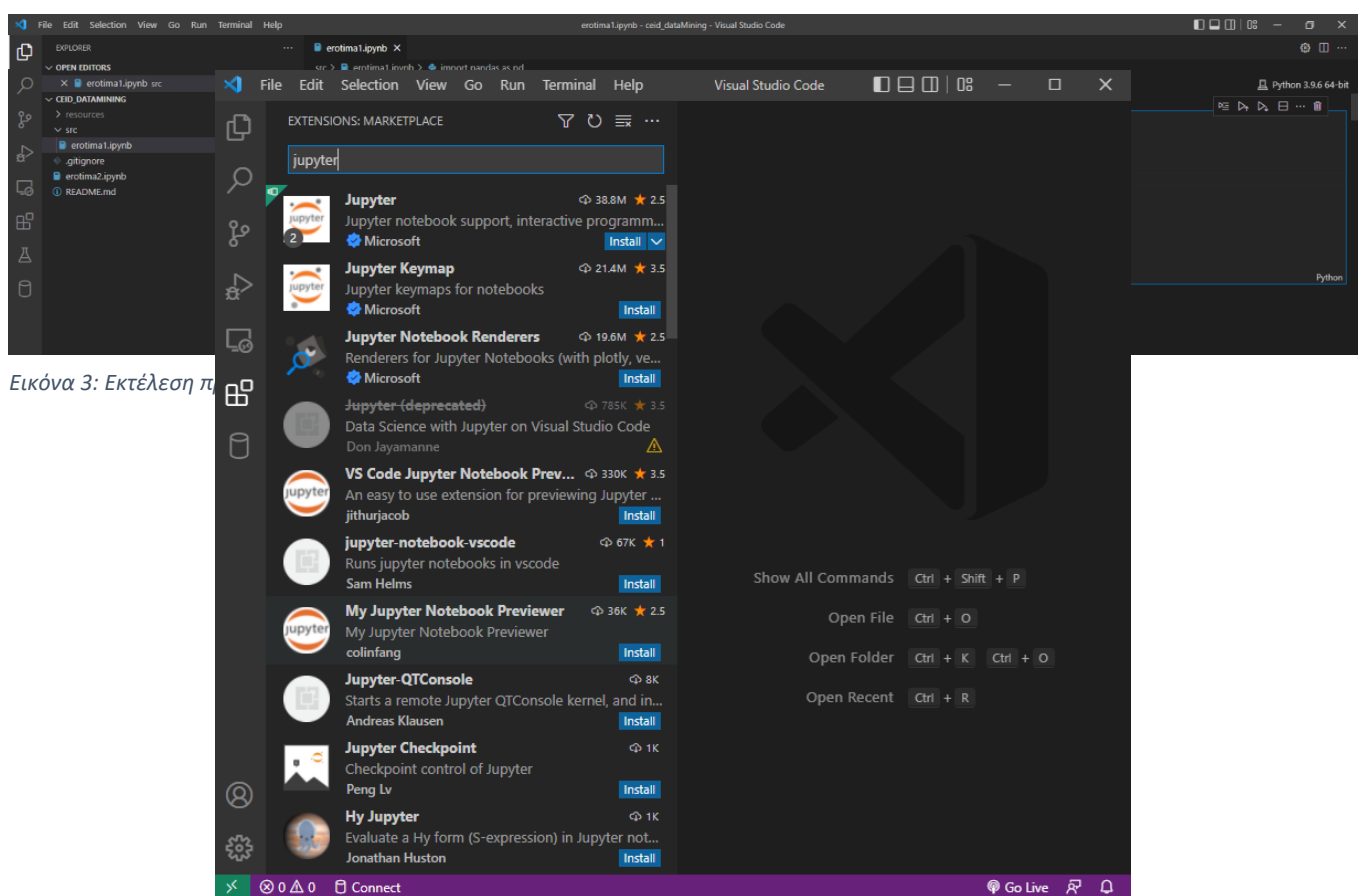 File Edit Selection View Go Run Terminal Help
erotima1.ipynb - ceid_dataMining - Visual Studio Code
EXPLORER
erotima1.ipynb
OPEN EDITORS
erotima1.ipynb src
CEID_DATAMINING
resources
src
erotima1.ipynb
.gitignore
erotima2.ipynb
README.md
src > erotima1.ipynb > import pandas as pd
Python 3.9.6 64-bit
Python
Εικόνα 3: Εκτέλεση
File Edit Selection View Go Run Terminal Help
Visual Studio Code
EXTENSIONS: MARKETPLACE
jupyter
Jupyter 38.8M 2.5
Jupyter notebook support, interactive programm...
Microsoft Install
jupyter
2
Jupyter Keymap 21.4M 3.5
Jupyter keymaps for notebooks
Microsoft Install
jupyter
Jupyter Notebook Renderers 19.6M 2.5
Renderers for Jupyter Notebooks (with plotly, ve...
Microsoft Install
Jupyter (deprecated) 785K 3.5
Data Science with Jupyter on Visual Studio Code
Don Jayamanne
VS Code Jupyter Notebook Prev... 330K 3.5
An easy to use extension for previewing Jupyter ...
jithurjacob Install
jupyter
jupyter-notebook-vscode 67K 1
Runs jupyter notebooks in vscode
Sam Helms Install
My Jupyter Notebook Previewer 36K 2.5
My Jupyter Notebook Previewer
colinfang Install
jupyter
Jupyter-QTConsole 8K
Starts a remote Jupyter QTConsole kernel, and in...
Andreas Klausen Install
Jupyter Checkpoint 1K
Checkpoint control of Jupyter
Peng Lv Install
Hy Jupyter 1K
Evaluate a Hy form (S-expression) in Jupyter not...
Jonathan Huston Install
Show All Commands Ctrl + Shift + P
Open File Ctrl + O
Open Folder Ctrl + K Ctrl + O
Open Recent Ctrl + R
0 0 Connect
Go Live